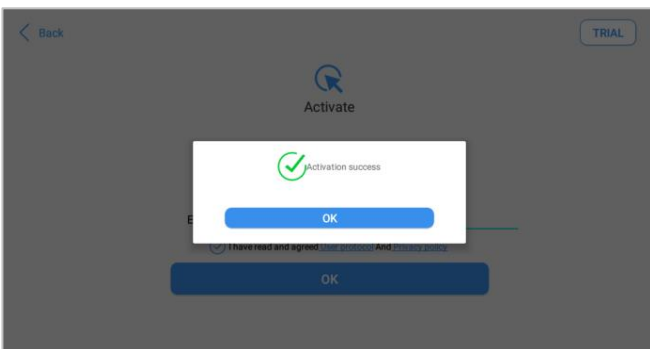 Back
TRIAL
Activate
Activation success
E
OK
I have read and agreed User protocol And Privacy policy
OK